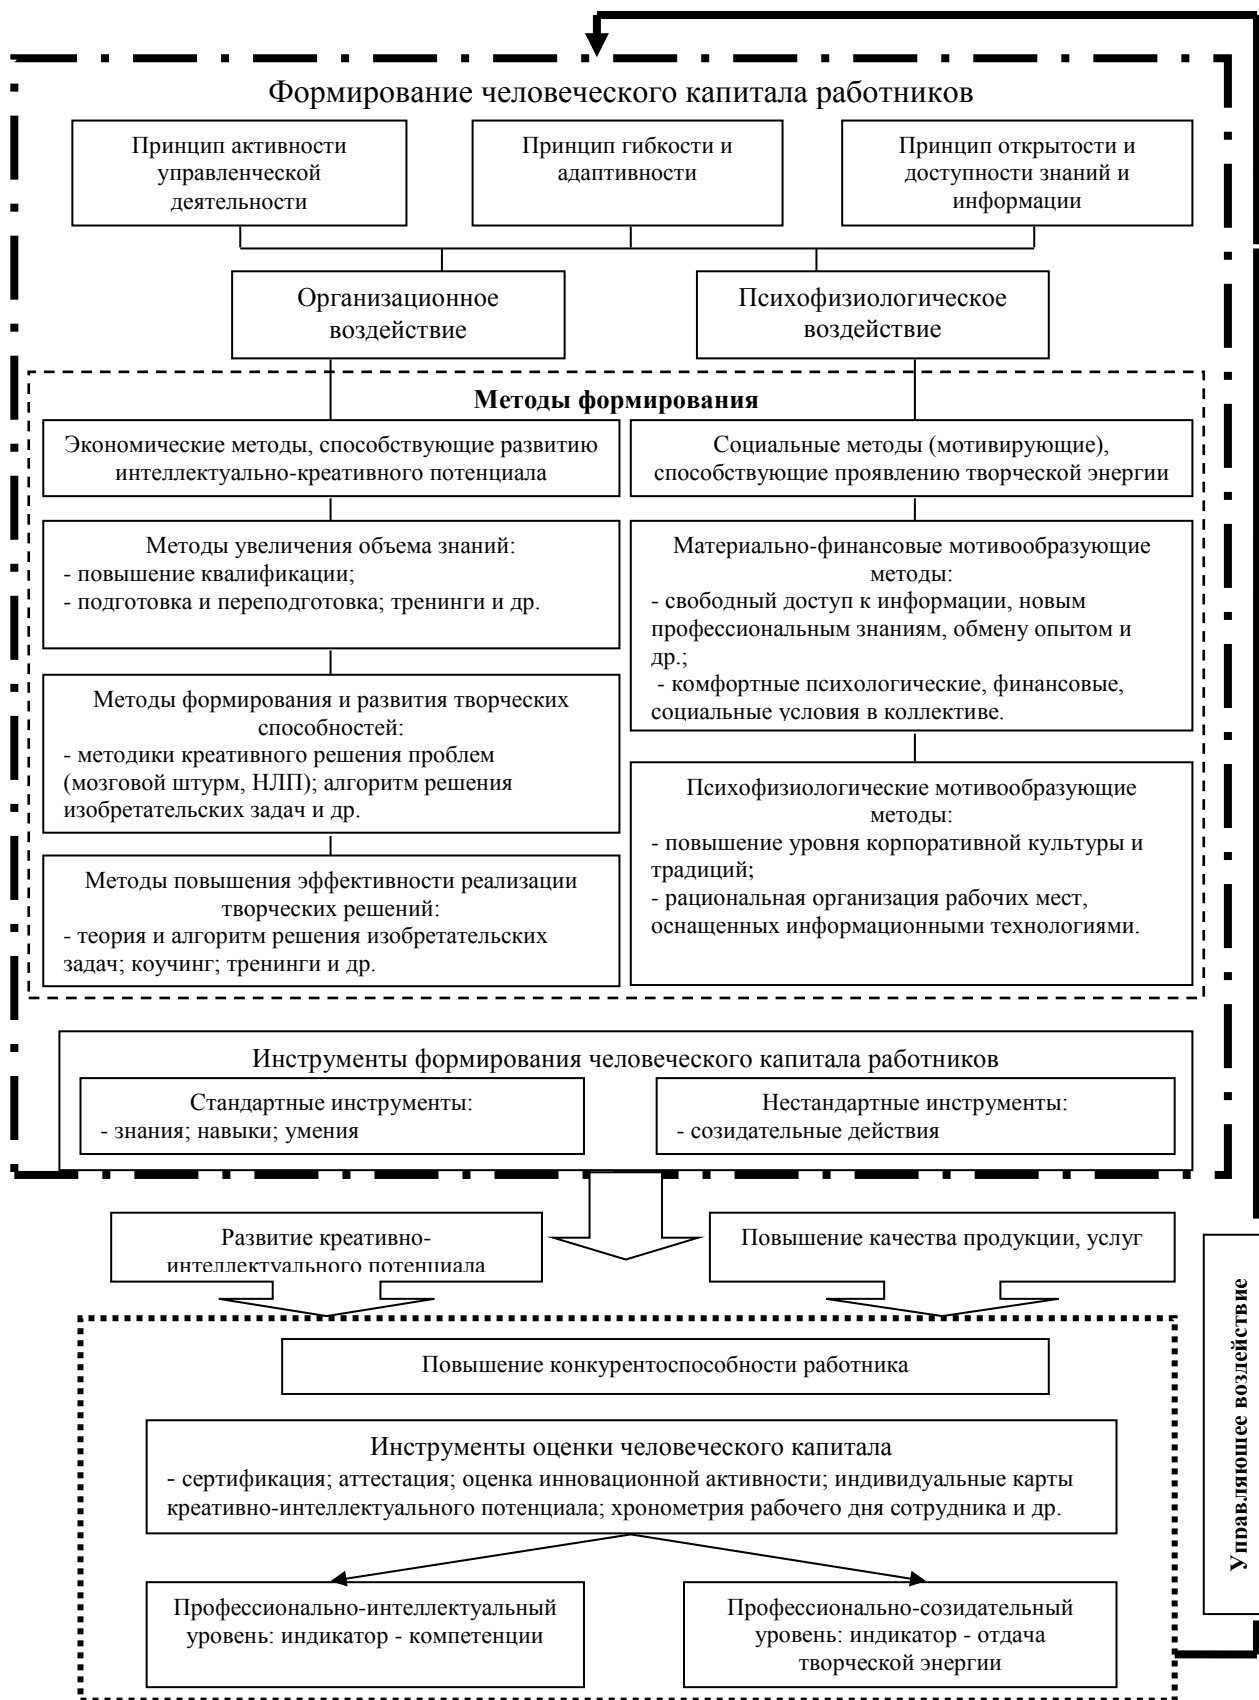 Формирование человеческого капитала работников
Принцип активности
управленческой
деятельности
Принцип гибкости и
адаптивности
Принцип открытости и
доступности знаний и
информации
Организационное
воздействие
Психофизиологическое
воздействие
Методы формирования
Экономические методы, способствующие развитию
интеллектуально-креативного потенциала
Социальные методы (мотивирующие),
способствующие проявлению творческой энергии
Методы увеличения объема знаний:
- повышение квалификации;
- подготовка и переподготовка; тренинги и др.
Материально-финансовые мотивообразующие
методы:
- свободный доступ к информации, новым
профессиональным знаниям, обмену опытом и
др.;
- комфортные психологические, финансовые,
социальные условия в коллективе.
Методы формирования и развития творческих
способностей:
- методики креативного решения проблем
(мозговой штурм, НЛП); алгоритм решения
изобретательских задач и др.
Психофизиологические мотивообразующие
методы:
- повышение уровня корпоративной культуры и
традиций;
- рациональная организация рабочих мест,
оснащенных информационными технологиями.
Методы повышения эффективности реализации
творческих решений:
- теория и алгоритм решения изобретательских
задач; коучинг; тренинги и др.
Инструменты формирования человеческого капитала работников
Стандартные инструменты:
- знания; навыки; умения
Нестандартные инструменты:
- созидательные действия
Развитие креативно-
интеллектуального потенциала
Повышение качества продукции, услуг
Управляющее воздействие
Повышение конкурентоспособности работника
Инструменты оценки человеческого капитала
- сертификация; аттестация; оценка инновационной активности; индивидуальные карты
креативно-интеллектуального потенциала; хронометрия рабочего дня сотрудника и др.
Профессионально-интеллектуальный
уровень: индикатор - компетенции
Профессионально-созидательный
уровень: индикатор - отдача
творческой энергии